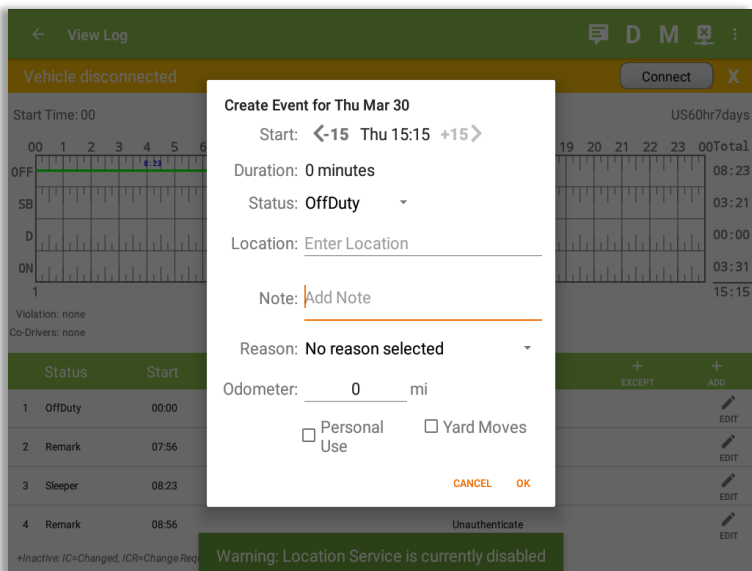 View Log
D M
Vehicle disconnected
Connect X
Start Time: 00
US60hr7days
Create Event for Thu Mar 30
Start: -15 Thu 15:15 +15
Duration: 0 minutes
Status: OffDuty
Location: Enter Location
Note: Add Note
Reason: No reason selected
Odometer: 0 mi
Personal Use
Yard Moves
CANCEL OK
00 1 2 3 4 5 6
19 20 21 22 23 00 Total
8:23
OFF 08:23
SB 03:21
D 00:00
ON 03:31
1 15:15
Violation: none
Co-Drivers: none
Status Start
+ EXCEPT
+ ADD
1 OffDuty 00:00 EDIT
2 Remark 07:56 EDIT
3 Sleeper 08:23 EDIT
4 Remark 08:56 Unauthenticate EDIT
+Inactive: IC=Changed, ICR=Change
Warning: Location Service is currently disabled